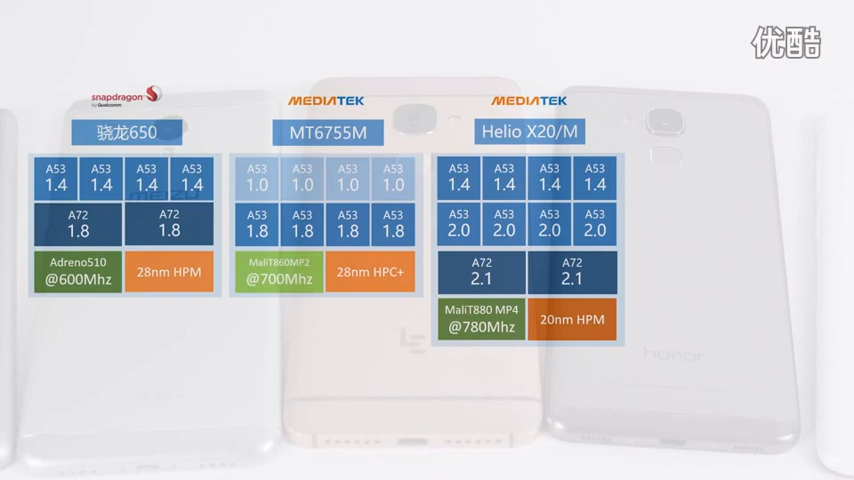 优酷
snapdragon
by Qualcomm
MEDIATEK
MEDIATEK
骁龙650
MT6755M
Helio X20/M
A53 A53 A53 A53
1.4 1.4 1.4 1.4
A72 A72
1.8 1.8
Adreno510
@600Mhz
28nm HPM
A53 A53 A53 A53
1.0 1.0 1.0 1.0
A53 A53 A53 A53
1.8 1.8 1.8 1.8
MaliT860MP2
@700Mhz
28nm HPC+
A53 A53 A53 A53
1.4 1.4 1.4 1.4
A53 A53 A53 A53
2.0 2.0 2.0 2.0
A72 A72
2.1 2.1
MaliT880 MP4
@780Mhz
20nm HPM
MEIZU
honor